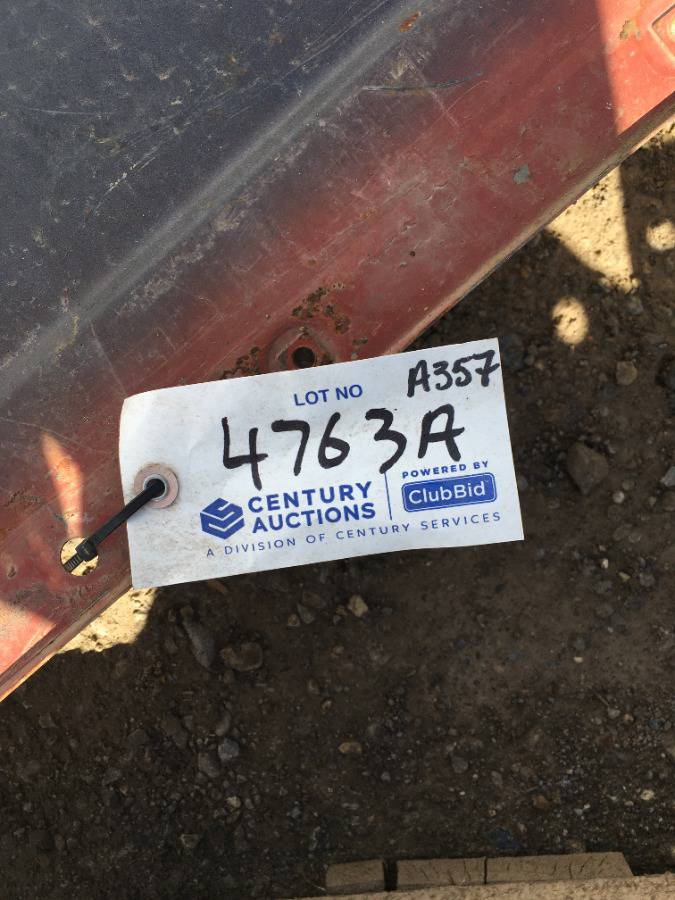 LOT NO A357
4763A
CENTURY AUCTIONS
POWERED BY
ClubBid
A DIVISION OF CENTURY SERVICES